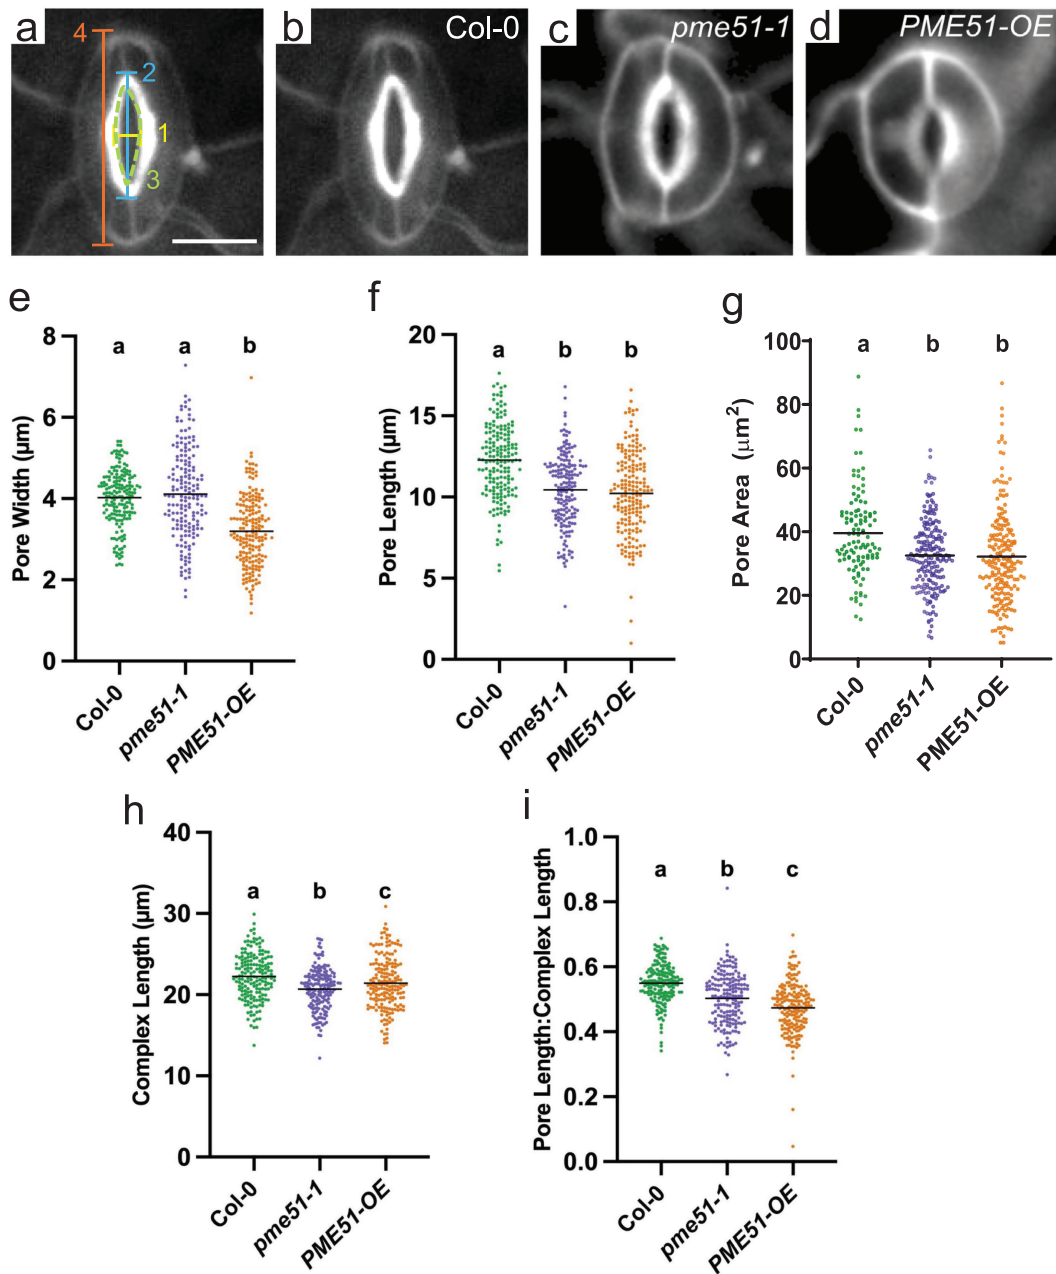 a
4
2
1
3
b
Col-0
c
pme51-1
d
PME51-OE
e
8
6
4
2
0
Pore Width (µm)
a a b
Col-0
pme51-1
PME51-OE
f
20
15
10
5
0
Pore Length (µm)
a b b
Col-0
pme51-1
PME51-OE
g
100
80
60
40
20
0
Pore Area (µm²)
a b b
Col-0
pme51-1
PME51-OE
h
40
30
20
10
0
Complex Length (µm)
a b c
Col-0
pme51-1
PME51-OE
i
1.0
0.8
0.6
0.4
0.2
0.0
Pore Length:Complex Length
a b c
Col-0
pme51-1
PME51-OE